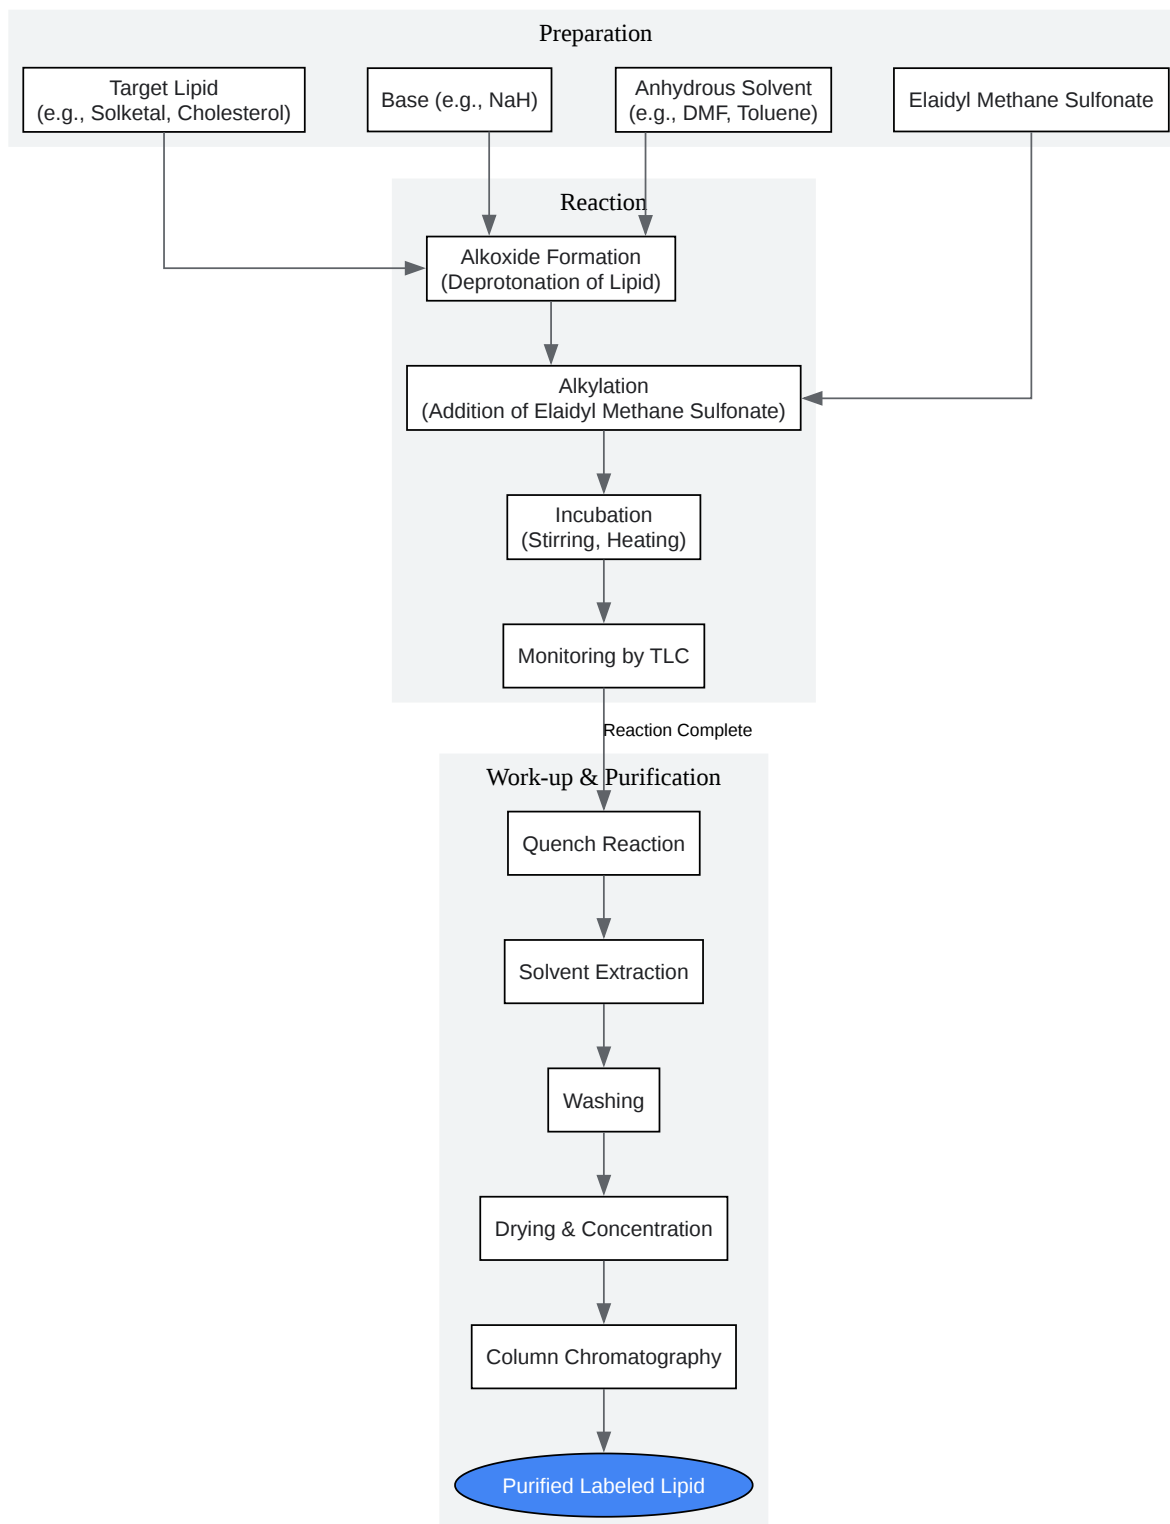 Preparation
Target Lipid
(e.g., Solketal, Cholesterol)
Base (e.g., NaH)
Anhydrous Solvent
(e.g., DMF, Toluene)
Elaidyl Methane Sulfonate
Reaction
Alkoxide Formation
(Deprotonation of Lipid)
Alkylation
(Addition of Elaidyl Methane Sulfonate)
Incubation
(Stirring, Heating)
Monitoring by TLC
Reaction Complete
Work-up & Purification
Quench Reaction
Solvent Extraction
Washing
Drying & Concentration
Column Chromatography
Purified Labeled Lipid